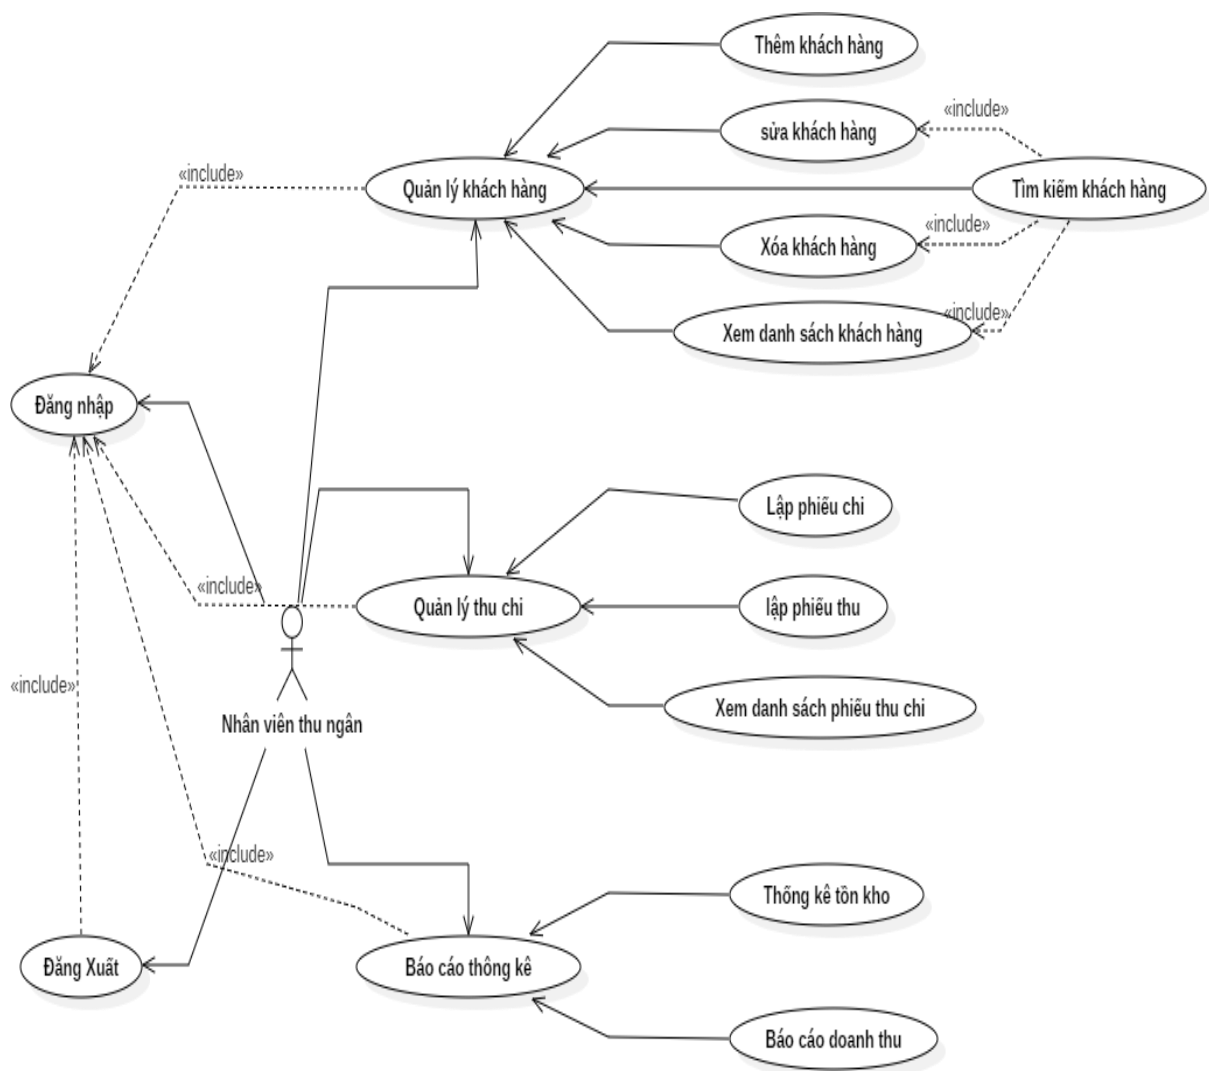 Thêm khách hàng
«include»
sửa khách hàng
«include»
Quản lý khách hàng
Tìm kiếm khách hàng
«include»
Xóa khách hàng
«include»
Xem danh sách khách hàng
Đăng nhập
Lập phiếu chi
«include»
Quản lý thu chi
lập phiếu thu
«include»
Nhân viên thu ngân
Xem danh sách phiếu thu chi
«include»
Thống kê tồn kho
Đăng Xuất
Báo cáo thông kê
Báo cáo doanh thu